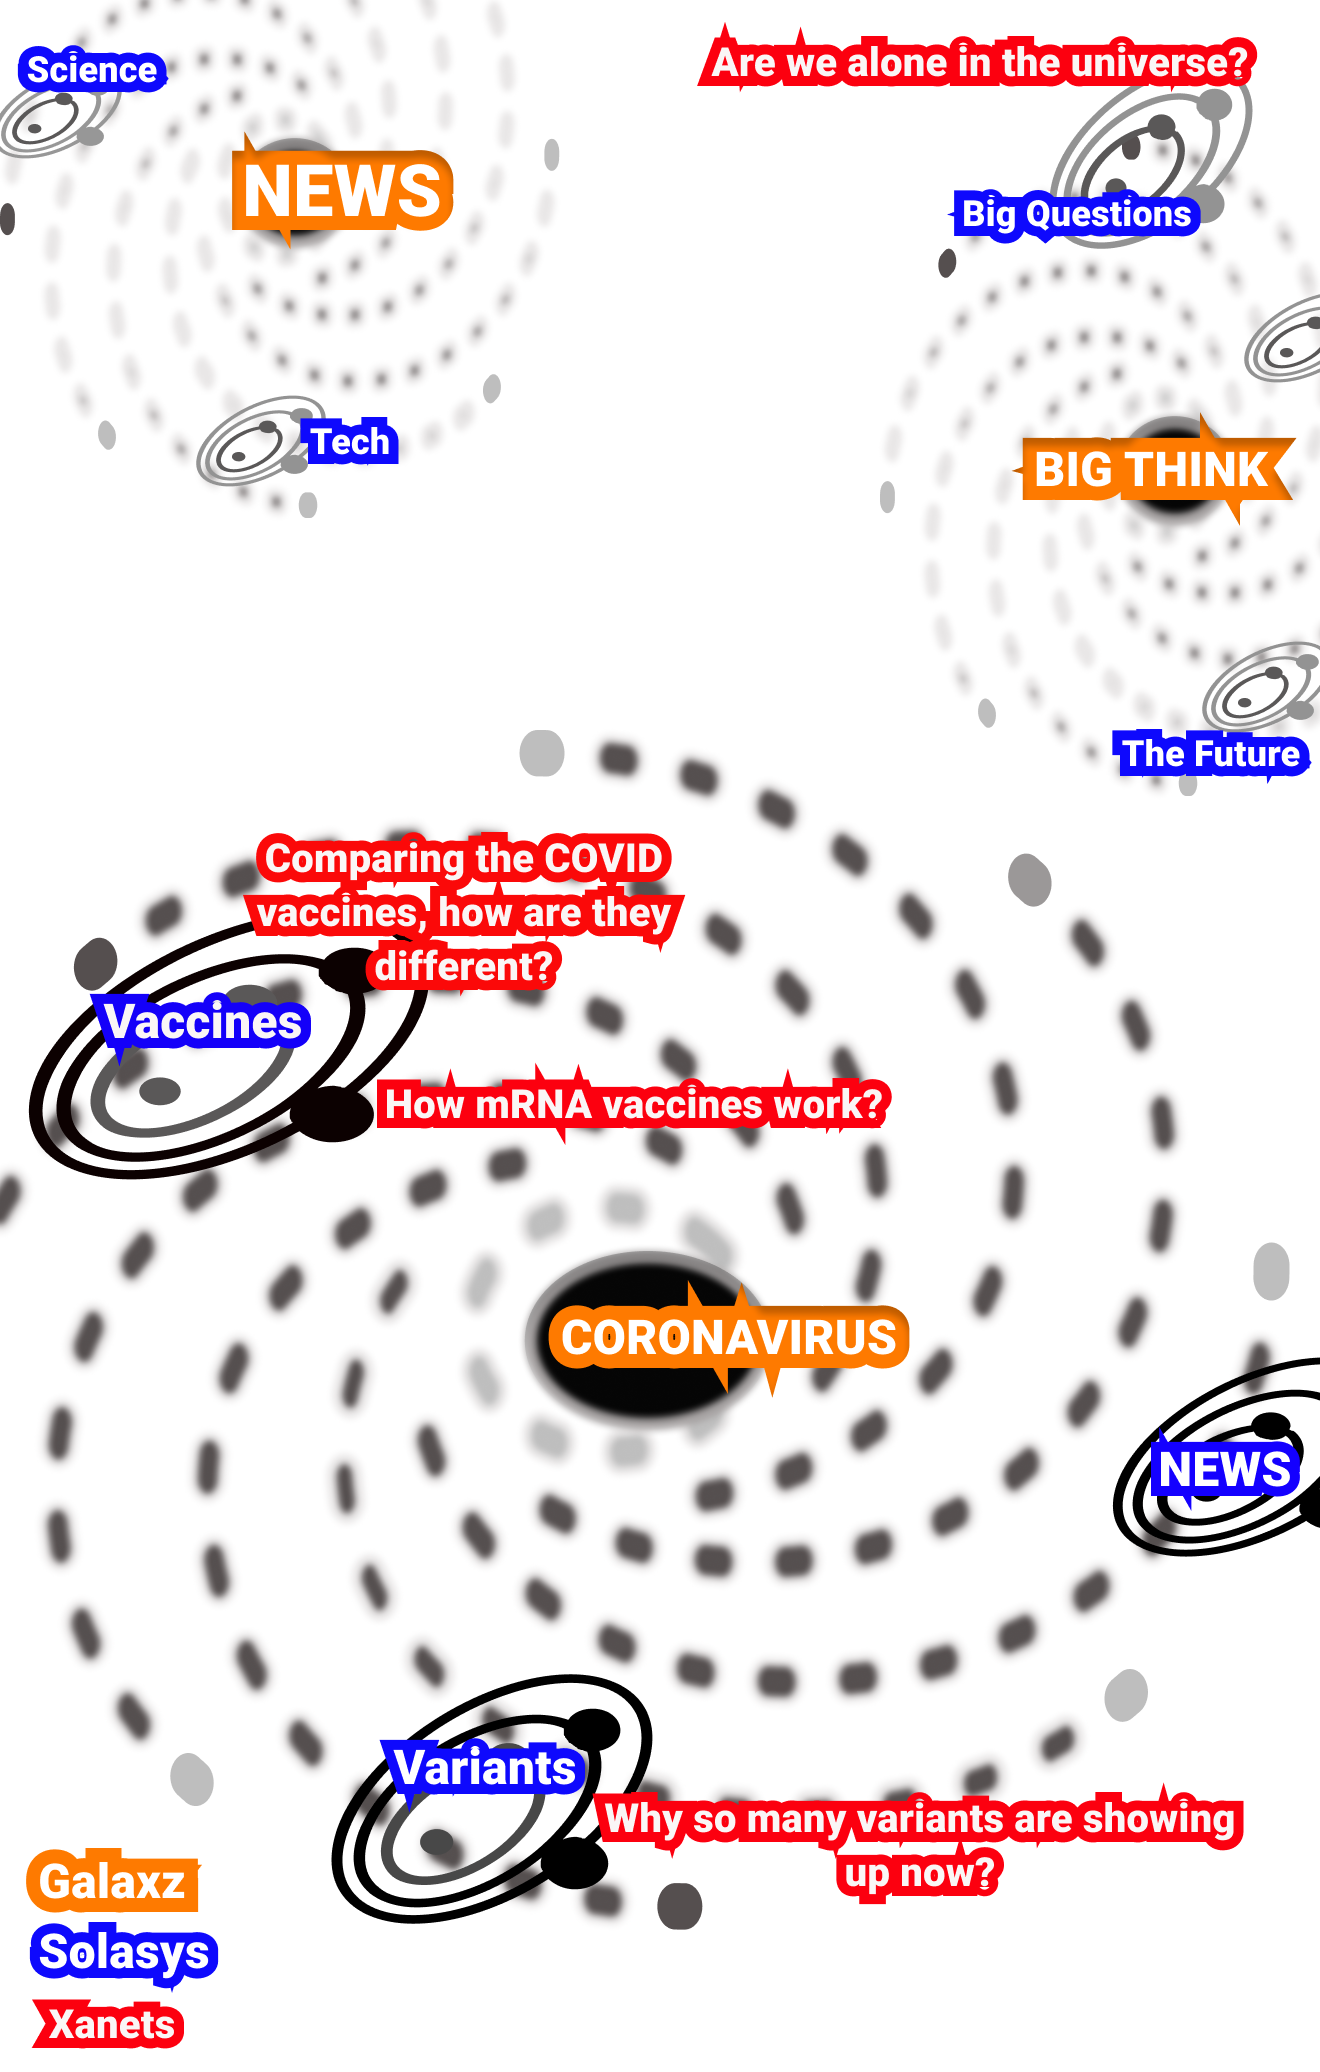 Science
Are we alone in the universe?
NEWS
Big Questions
Tech
BIG THINK
The Future
Comparing the COVID
vaccines, how are they
different?
Vaccines
How mRNA vaccines work?
CORONAVIRUS
NEWS
Variants
Why so many variants are showing
up now?
Galaxz
Solasys
Xanets